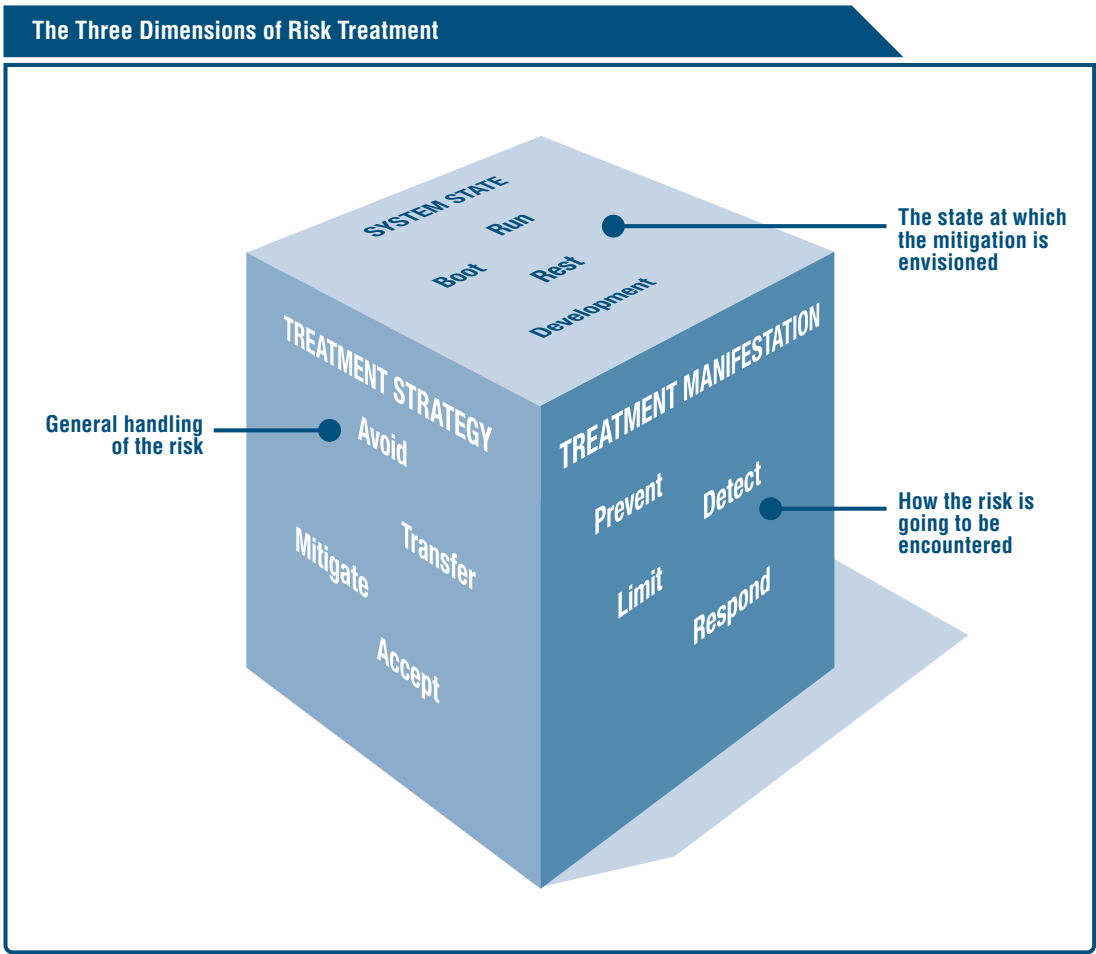 The Three Dimensions of Risk Treatment
SYSTEM STATE
Run
Boot
Rest
Development
The state at which
the mitigation is
envisioned
TREATMENT STRATEGY
Avoid
Mitigate
Transfer
Accept
General handling
of the risk
TREATMENT MANIFESTATION
Prevent
Detect
Limit
Respond
How the risk is
going to be
encountered